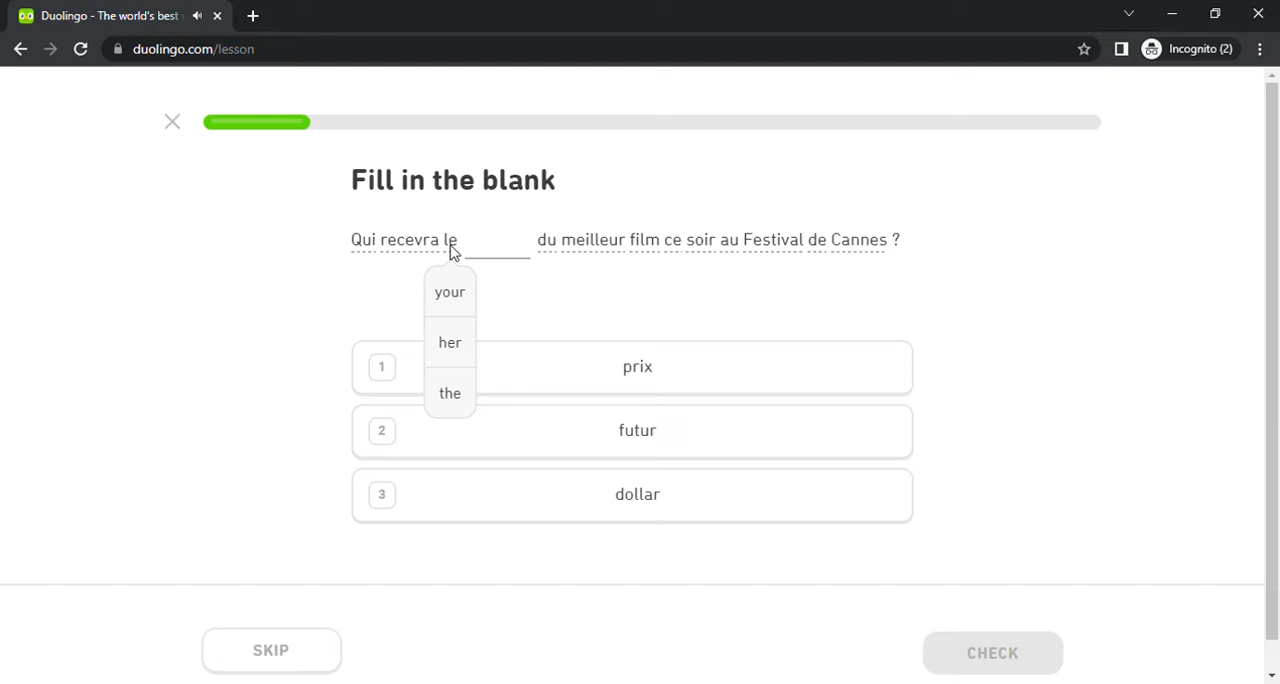 Duolingo - The world's best
duolingo.com/lesson
Incognito (2)
Fill in the blank
Qui recevra le ______ du meilleur film ce soir au Festival de Cannes ?
your
her
the
1 prix
2 futur
3 dollar
SKIP
CHECK